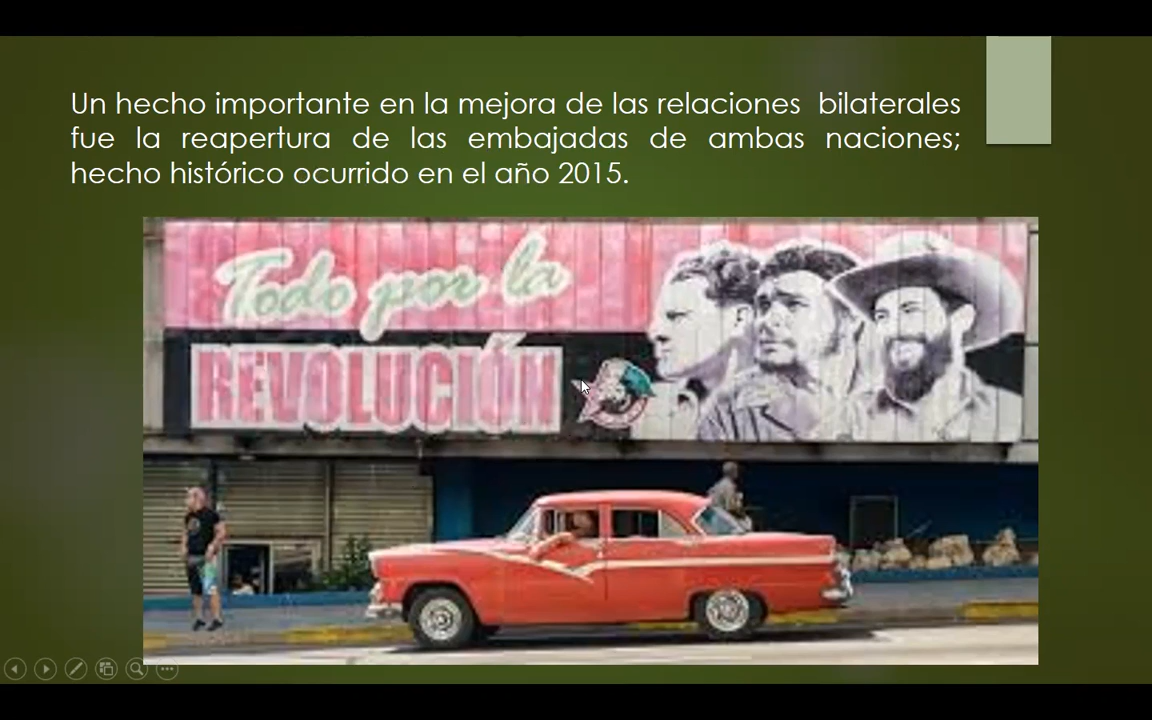 Un hecho importante en la mejora de las relaciones bilaterales
fue la reapertura de las embajadas de ambas naciones;
hecho histórico ocurrido en el año 2015.
Todo por la
REVOLUCIÓN